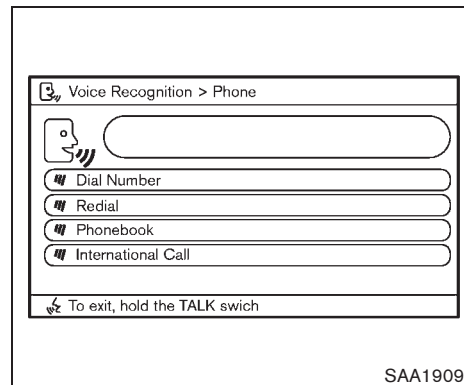 Voice Recognition > Phone
Dial Number
Redial
Phonebook
International Call
To exit, hold the TALK swich
SAA1909